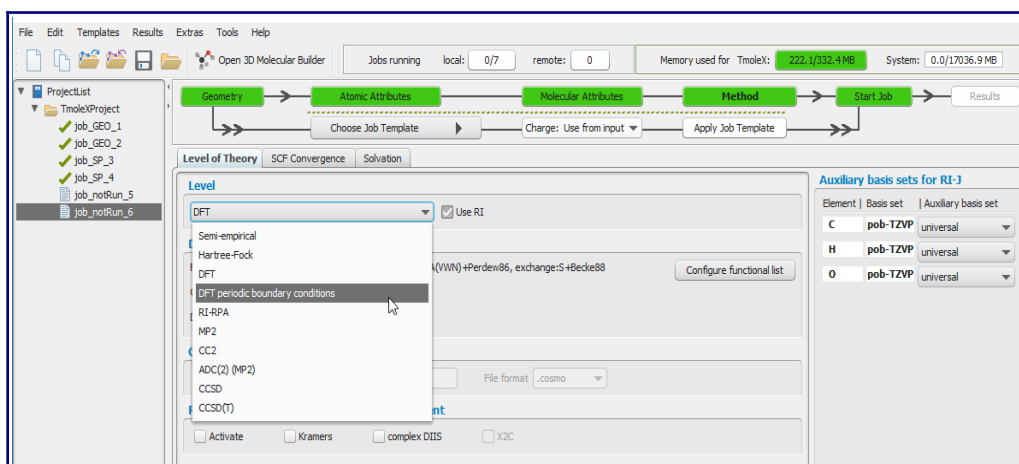 File Edit Templates Results Extras Tools Help
Open 3D Molecular Builder
Jobs running local: 0/7 remote: 0
Memory used for TmoleX: 222.1/332.4 MB System: 0.0/17036.9 MB
ProjectList
TmoleXProject
job_GEO_1
job_GEO_2
job_SP_3
job_SP_4
job_notRun_5
job_notRun_6
Geometry Atomic Attributes Molecular Attributes Method Start Job Results
Choose Job Template Charge: Use from input Apply Job Template
Level of Theory SCF Convergence Solvation
Level
DFT Use RI
Semi-empirical
Hartree-Fock
DFT
DFT periodic boundary conditions
RI-RPA
MP2
CC2
ADC(2) (MP2)
CCSD
CCSD(T)
(VWN)+Perdew86, exchange:S+Becke88 Configure functional list
File format .cosmo
Activate Kramers complex DIIS X2C
Auxiliary basis sets for RI-J
Element | Basis set | Auxiliary basis set
C pob-TZVP universal
H pob-TZVP universal
O pob-TZVP universal